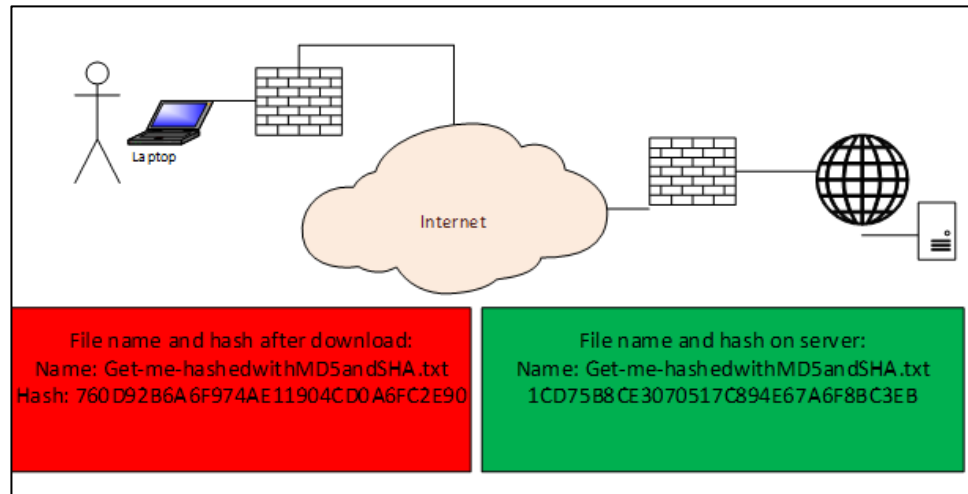 Laptop
Internet
File name and hash after download:
Name: Get-me-hashedwithMD5andSHA.txt
Hash: 760D92B6A6F974AE11904CD0A6FC2E90
File name and hash on server:
Name: Get-me-hashedwithMD5andSHA.txt
1CD75B8CE3070517C894E67A6F8BC3EB